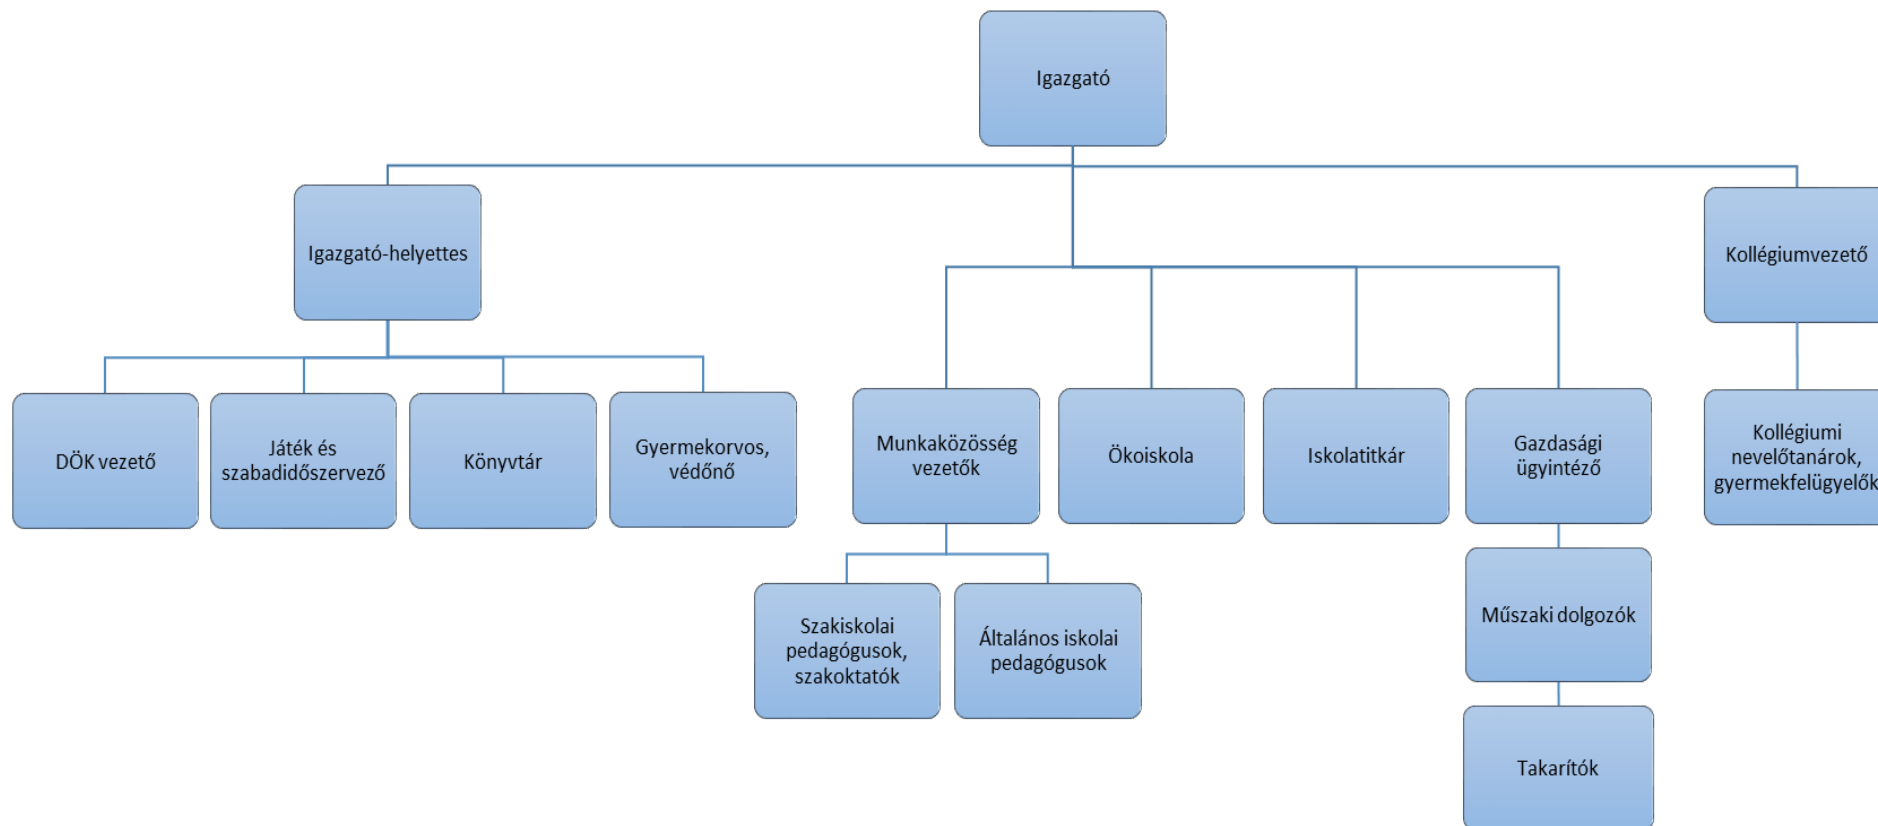 Igazgató
Igazgató-helyettes
Kollégiumvezető
DÖK vezető
Játék és
szabadidőszervező
Könyvtár
Gyermekorvos,
védőnő
Munkaközösség
vezetők
Ökoiskola
Iskolatitkár
Gazdasági
ügyintéző
Kollégiumi
nevelőtanárok,
gyermekfelügyelők
Szakiskolai
pedagógusok,
szakoktatók
Általános iskolai
pedagógusok
Műszaki dolgozók
Takarítók